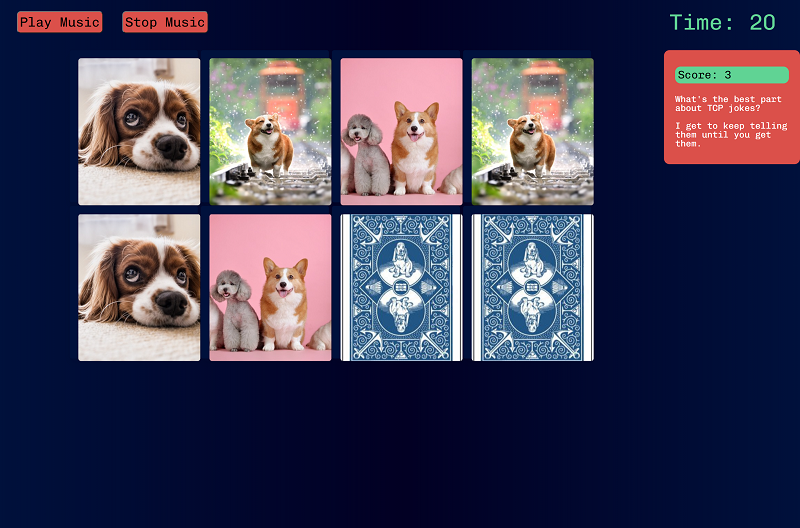 Play Music
Stop Music
Time: 20
Score: 3
What's the best part
about TCP jokes?
I get to keep telling
them until you get
them.